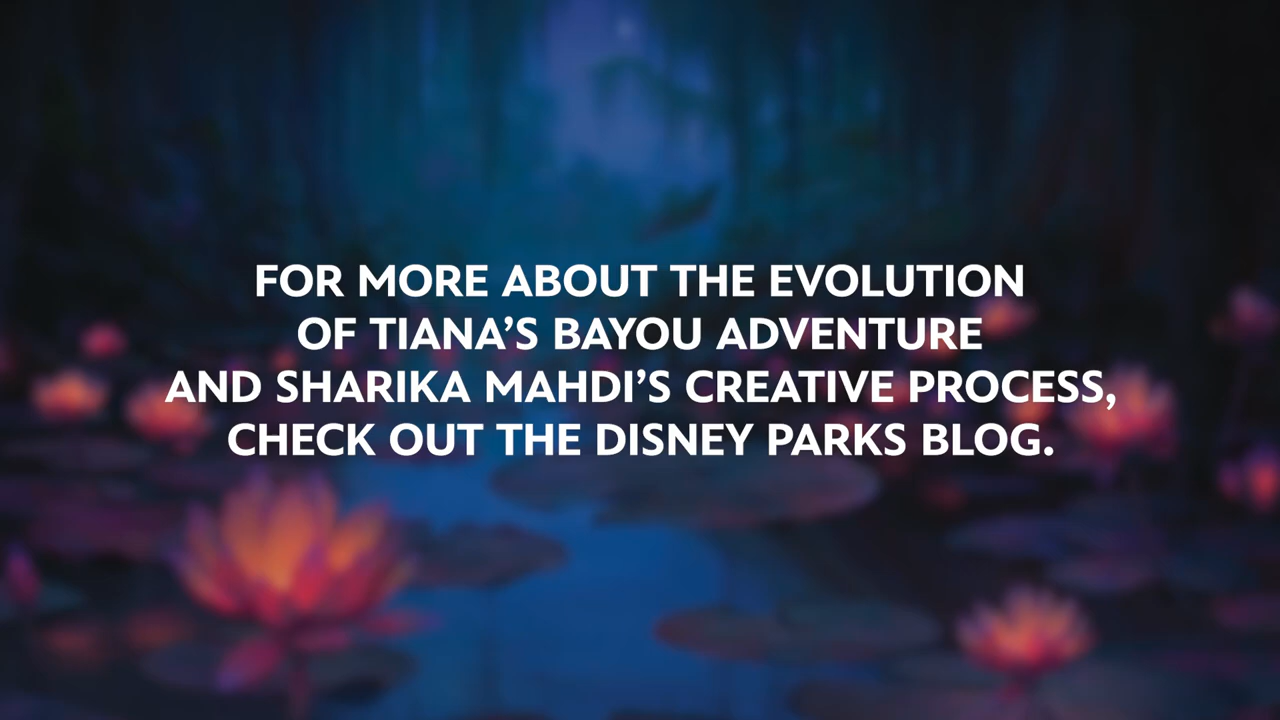 FOR MORE ABOUT THE EVOLUTION
OF TIANA’S BAYOU ADVENTURE
AND SHARIKA MAHDI’S CREATIVE PROCESS,
CHECK OUT THE DISNEY PARKS BLOG.